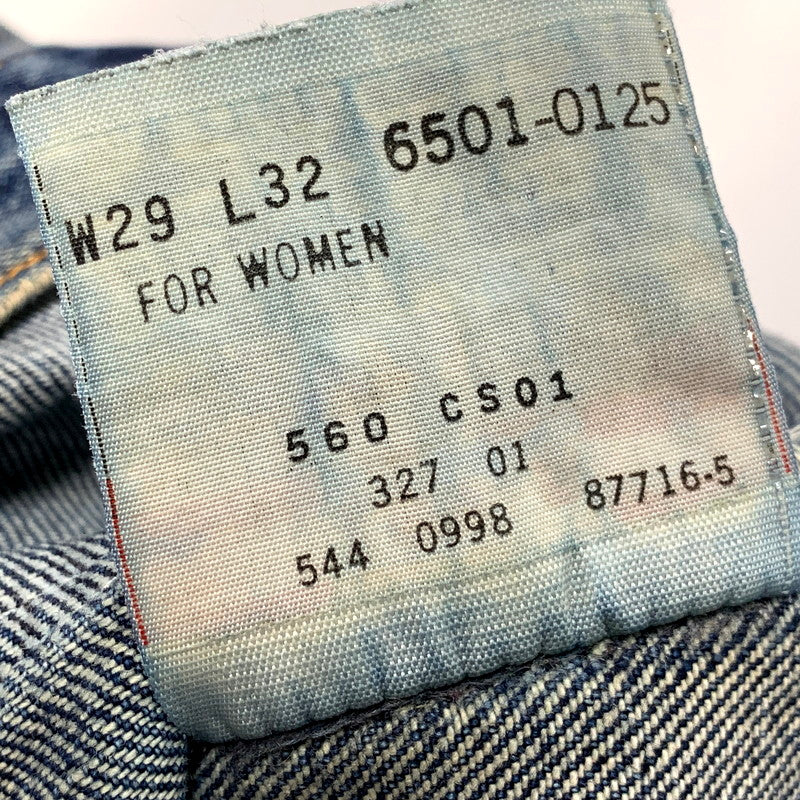 W29 L32 6501-0125
FOR WOMEN
560 CS01
327 01
544 0998 87716-5